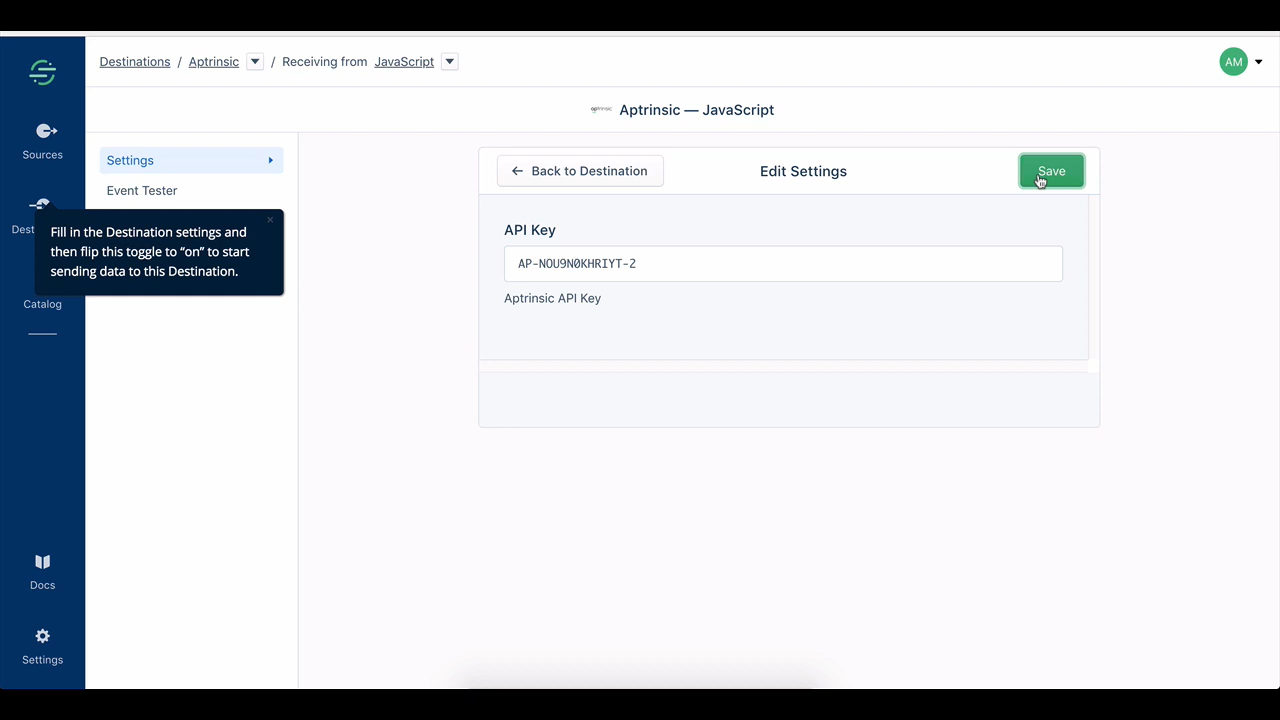 Destinations / Aptrinsic / Receiving from JavaScript
AM
aptrinsic Aptrinsic — JavaScript
Sources
Settings
Event Tester
Dest
Fill in the Destination settings and
then flip this toggle to “on” to start
sending data to this Destination.
×
Catalog
← Back to Destination
Edit Settings
Save
API Key
AP-NOU9N0KHRIYT-2
Aptrinsic API Key
Docs
Settings